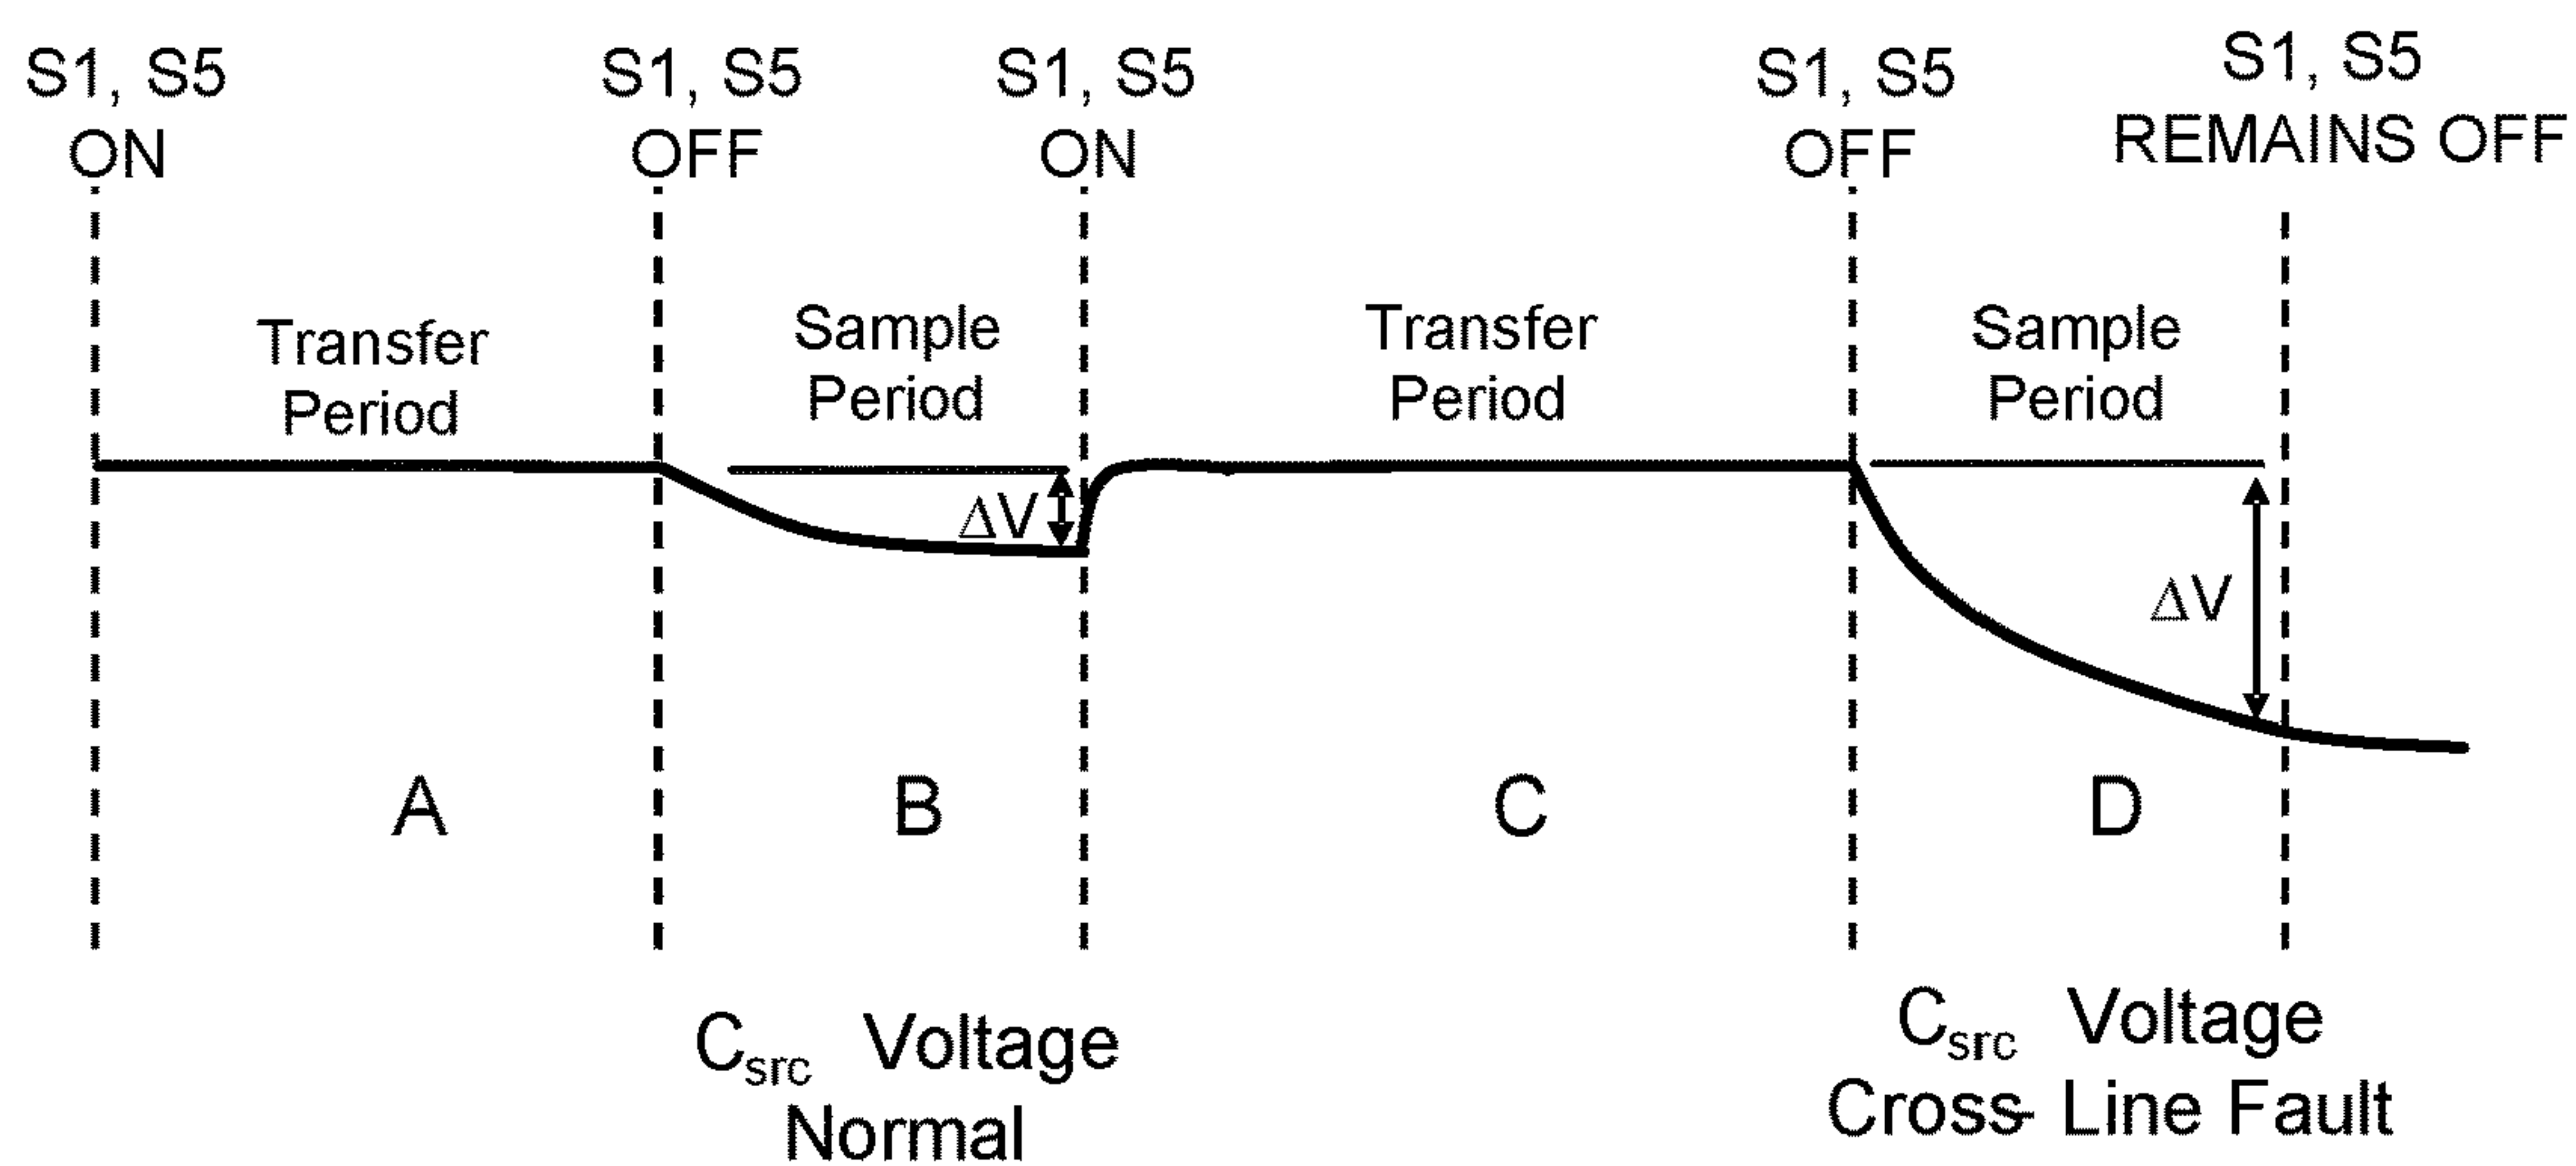 S1, S5
ON
S1, S5
OFF
S1, S5
ON
S1, S5
OFF
S1, S5
REMAINS OFF
Transfer
Period
Sample
Period
Transfer
Period
Sample
Period
ΔV
ΔV
A
B
C
D
Csrc Voltage
Normal
Csrc Voltage
Cross-Line Fault